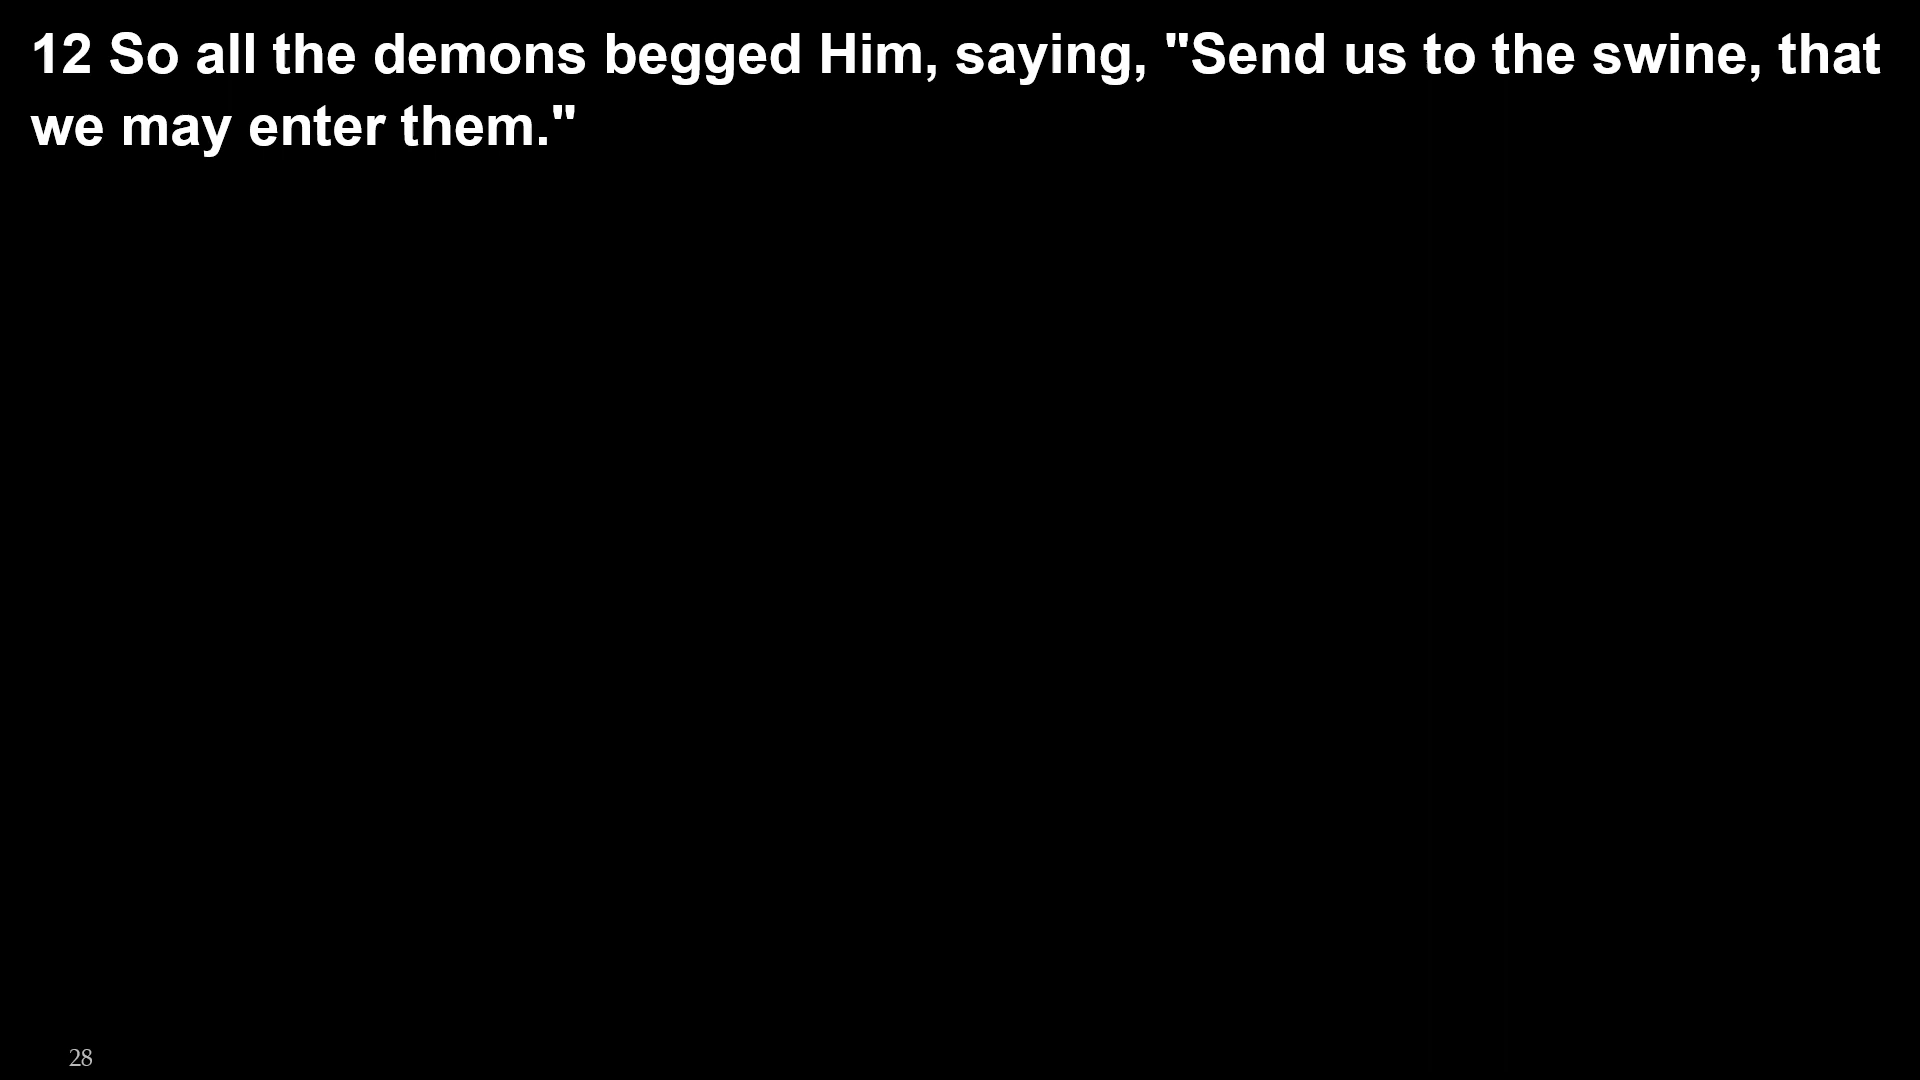 12 So all the demons begged Him, saying, "Send us to the swine, that
we may enter them."
28